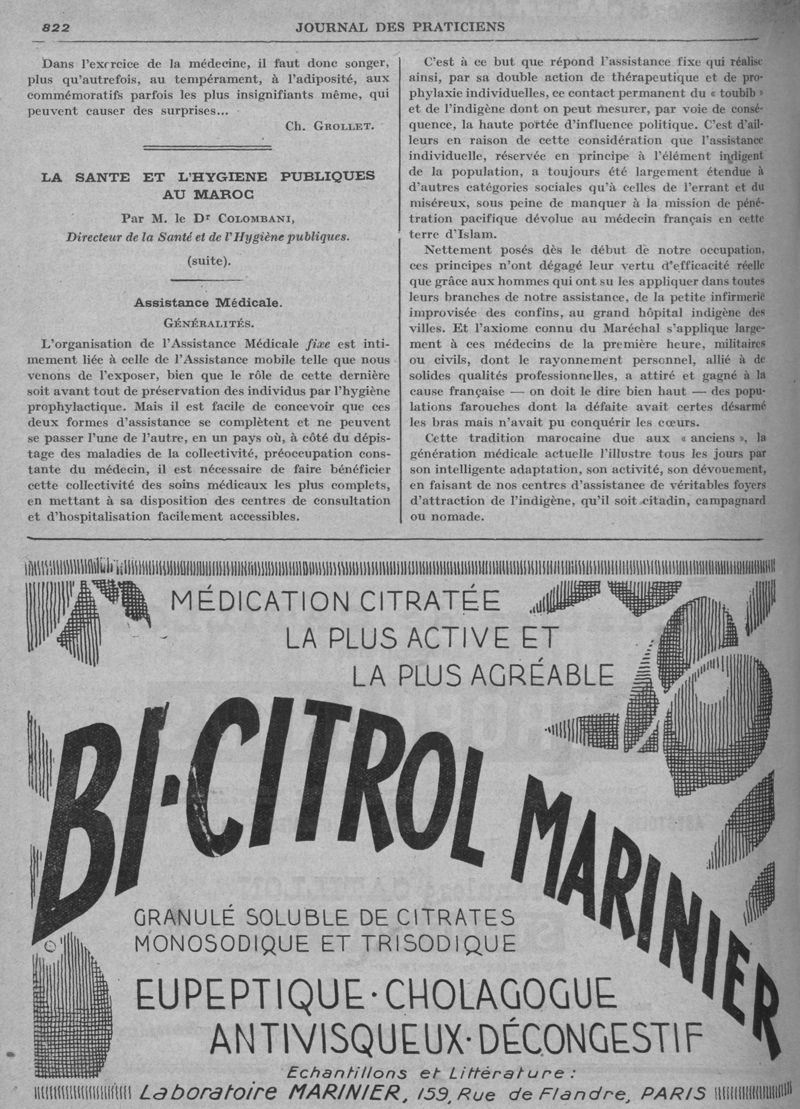 822
JOURNAL DES PRATICIENS
Dans l'exercice de la médecine, il faut donc songer,
plus qu'autrefois, au tempérament, à l'adiposité, aux
commémoratifs parfois les plus insignifiants même, qui
peuvent causer des surprises...
Ch. GROLLET.
LA SANTE ET L'HYGIENE PUBLIQUES
AU MAROC
Par M. le Dr COLOMBANI,
Directeur de la Santé et de l'Hygiène publiques.
(suite).
Assistance Médicale.
GÉNÉRALITÉS.
L'organisation de l'Assistance Médicale fixe est inti-
mement liée à celle de l'Assistance mobile telle que nous
venons de l'exposer, bien que le rôle de cette dernière
soit avant tout de préservation des individus par l'hygiène
prophylactique. Mais il est facile de concevoir que ces
deux formes d'assistance se complètent et ne peuvent
se passer l'une de l'autre, en un pays où, à côté du dépis-
tage des maladies de la collectivité, préoccupation cons-
tante du médecin, il est nécessaire de faire bénéficier
cette collectivité des soins médicaux les plus complets,
en mettant à sa disposition des centres de consultation
et d'hospitalisation facilement accessibles.
C'est à ce but que répond l'assistance fixe qui réalise
ainsi, par sa double action de thérapeutique et de pro-
phylaxie individuelles, ce contact permanent du « toubib »
et de l'indigène dont on peut mesurer, par voie de consé-
quence, la haute portée d'influence politique. C'est d'ail-
leurs en raison de cette considération que l'assistance
individuelle, réservée en principe à l'élément indigent
de la population, a toujours été largement étendue à
d'autres catégories sociales qu'à celles de l'errant et du
miséreux, sous peine de manquer à la mission de péné-
tration pacifique dévolue au médecin français en cette
terre d'Islam.
Nettement posés dès le début de notre occupation,
ces principes n'ont dégagé leur vertu d'efficacité réelle
que grâce aux hommes qui ont su les appliquer dans toutes
leurs branches de notre assistance, de la petite infirmerie
improvisée des confins, au grand hôpital indigène des
villes. Et l'axiome connu du Maréchal s'applique large-
ment à ces médecins de la première heure, militaires
ou civils, dont le rayonnement personnel, allié à de
solides qualités professionnelles, a attiré et gagné à la
cause française — on doit le dire bien haut — des popu-
lations farouches dont la défaite avait certes désarmé
les bras mais n'avait pu conquérir les cœurs.
Cette tradition marocaine due aux « anciens », la
génération médicale actuelle l'illustre tous les jours par
son intelligente adaptation, son activité, son dévouement,
en faisant de nos centres d'assistance de véritables foyers
d'attraction de l'indigène, qu'il soit citadin, campagnard
ou nomade.
MÉDICATION CITRATÉE
LA PLUS ACTIVE ET
LA PLUS AGRÉABLE
BI-CITROL MARINIER
GRANULÉ SOLUBLE DE CITRATES
MONOSODIQUE ET TRISODIQUE
EUPEPTIQUE · CHOLAGOGUE
ANTIVISQUEUX · DÉCONGESTIF
Echantillons et Littérature :
Laboratoire MARINIER, 159, Rue de Flandre, PARIS